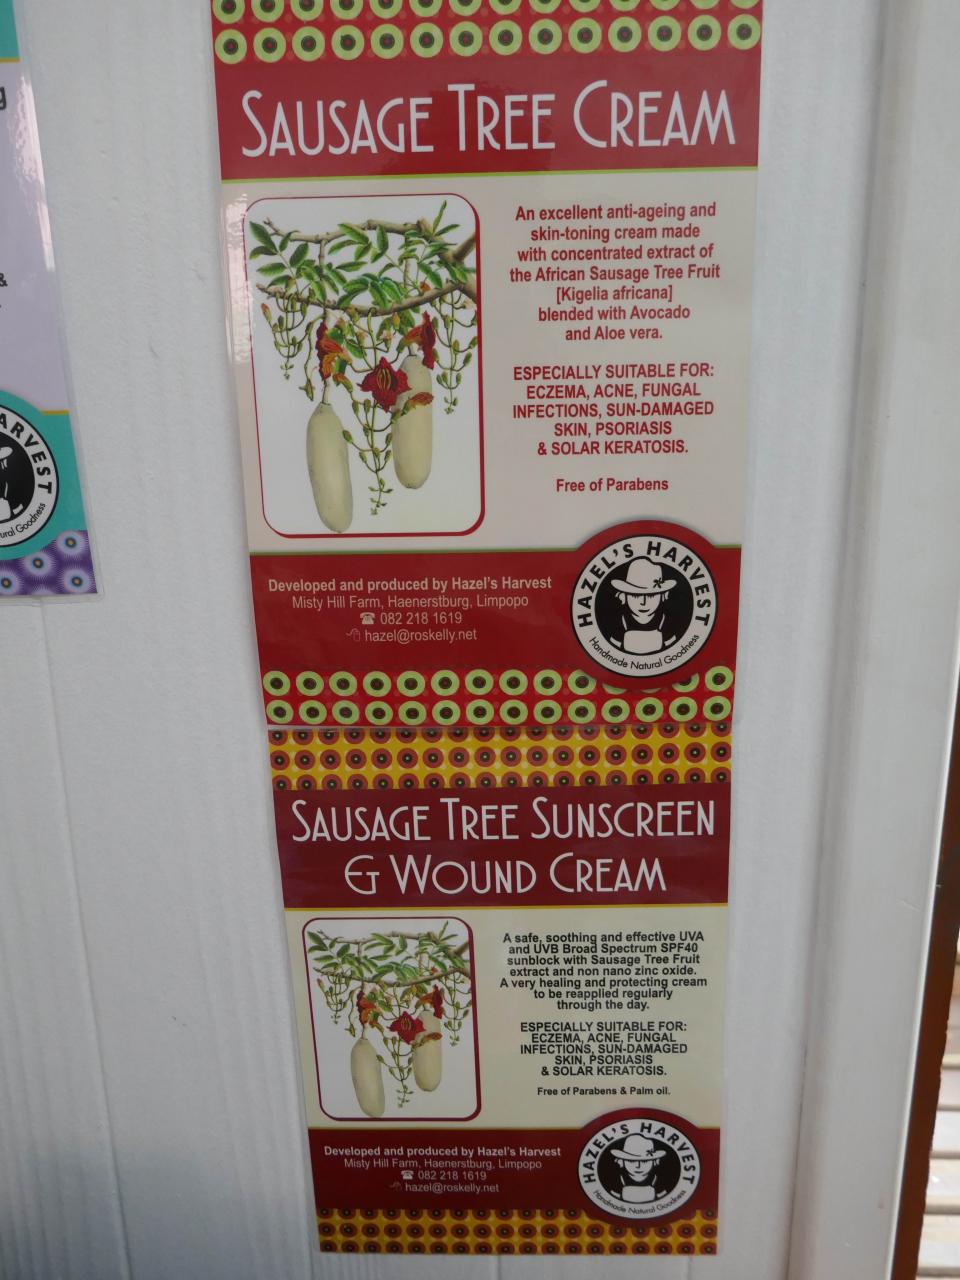 SAUSAGE TREE CREAM
An excellent anti-ageing and
skin-toning cream made
with concentrated extract of
the African Sausage Tree Fruit
[Kigelia africana]
blended with Avocado
and Aloe vera.
ESPECIALLY SUITABLE FOR:
ECZEMA, ACNE, FUNGAL
INFECTIONS, SUN-DAMAGED
SKIN, PSORIASIS
& SOLAR KERATOSIS.
Free of Parabens
Developed and produced by Hazel's Harvest
Misty Hill Farm, Haenerstburg, Limpopo
☎ 082 218 1619
hazel@roskelly.net
HAZEL'S HARVEST
Handmade Natural Goodness
SAUSAGE TREE SUNSCREEN
& WOUND CREAM
A safe, soothing and effective UVA
and UVB Broad Spectrum SPF40
sunblock with Sausage Tree Fruit
extract and non nano zinc oxide.
A very healing and protecting cream
to be reapplied regularly
through the day.
ESPECIALLY SUITABLE FOR:
ECZEMA, ACNE, FUNGAL
INFECTIONS, SUN-DAMAGED
SKIN, PSORIASIS
& SOLAR KERATOSIS.
Free of Parabens & Palm oil.
Developed and produced by Hazel's Harvest
Misty Hill Farm, Haenerstburg, Limpopo
☎ 082 218 1619
hazel@roskelly.net
HAZEL'S HARVEST
Handmade Natural Goodness
&
ARVEST
ural Goodness